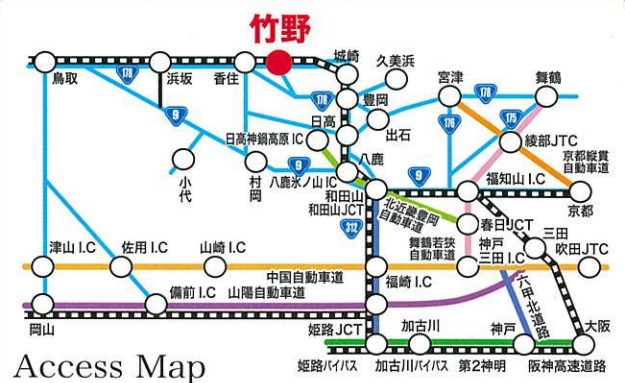 竹野
城崎
久美浜
178
鳥取
浜坂
香住
178
豊岡
宮津
178
舞鶴
9
日高
出石
176
175
日高神鍋高原 IC
綾部JTC
八鹿
京都縦貫
自動車道
小代
村岡
9
八鹿氷ノ山 IC
9
福知山 I.C
和田山
和田山JCT
北近畿豊岡
自動車道
京都
312
春日JCT
舞鶴若狭
自動車道
神戸
三田 I.C
三田
吹田JTC
津山 I.C
佐用 I.C
山崎 I.C
中国自動車道
福崎 I.C
六甲北道路
備前 I.C
山陽自動車道
岡山
姫路JCT
加古川
神戸
大阪
姫路バイパス
加古川バイパス
第2神明
阪神高速道路
Access Map